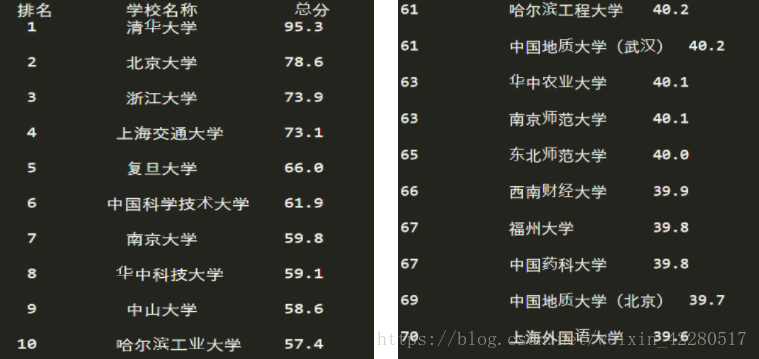 排名 学校名称 总分
1 清华大学 95.3
2 北京大学 78.6
3 浙江大学 73.9
4 上海交通大学 73.1
5 复旦大学 66.0
6 中国科学技术大学 61.9
7 南京大学 59.8
8 华中科技大学 59.1
9 中山大学 58.6
10 哈尔滨工业大学 57.4
61 哈尔滨工程大学 40.2
61 中国地质大学（武汉） 40.2
63 华中农业大学 40.1
63 南京师范大学 40.1
65 东北师范大学 40.0
66 西南财经大学 39.9
67 福州大学 39.8
67 中国药科大学 39.8
69 中国地质大学（北京） 39.7
70 上海外国语大学 39.6